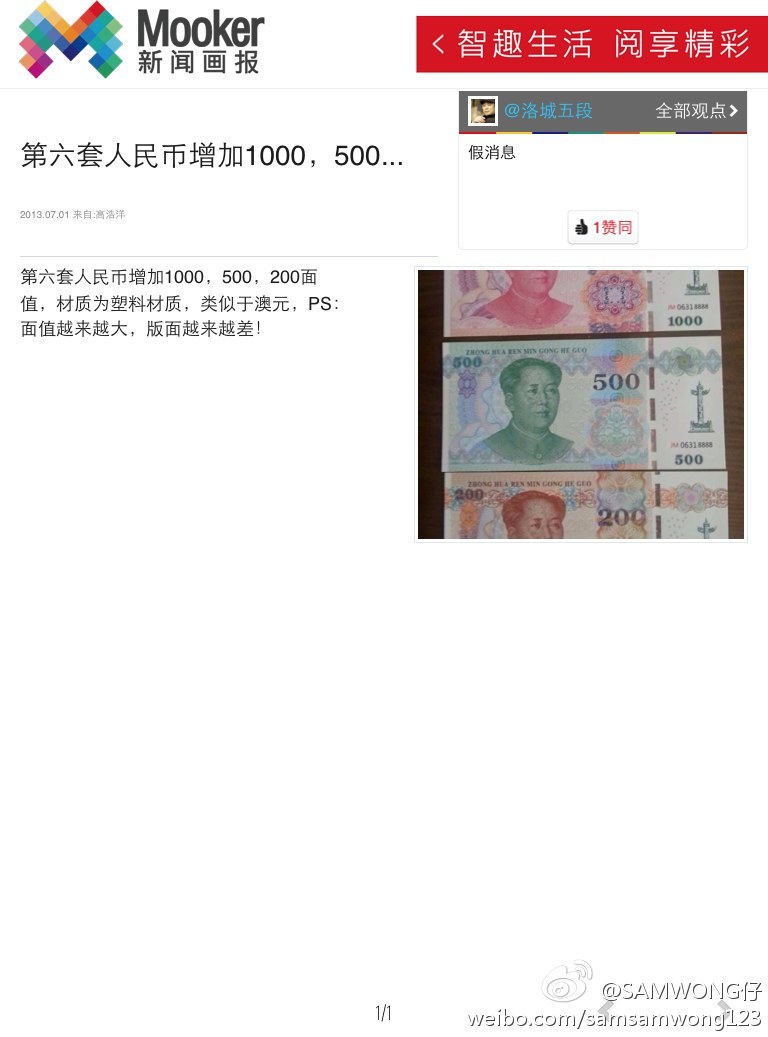 Mooker
新闻画报
< 智趣生活 阅享精彩
@洛城五段
全部观点
假消息
1赞同
第六套人民币增加1000，500...
2013.07.01 来自:高浩洋
第六套人民币增加1000，500，200面
值，材质为塑料材质，类似于澳元，PS：
面值越来越大，版面越来越差！
JM 06318888
1000
ZHONG HUA REN MIN GONG HE GUO
500
500
JM 06318888
500
ZHONG HUA REN MIN GONG HE GUO
200
200
1/1
@SAMWONG仔
weibo.com/samsamwong123